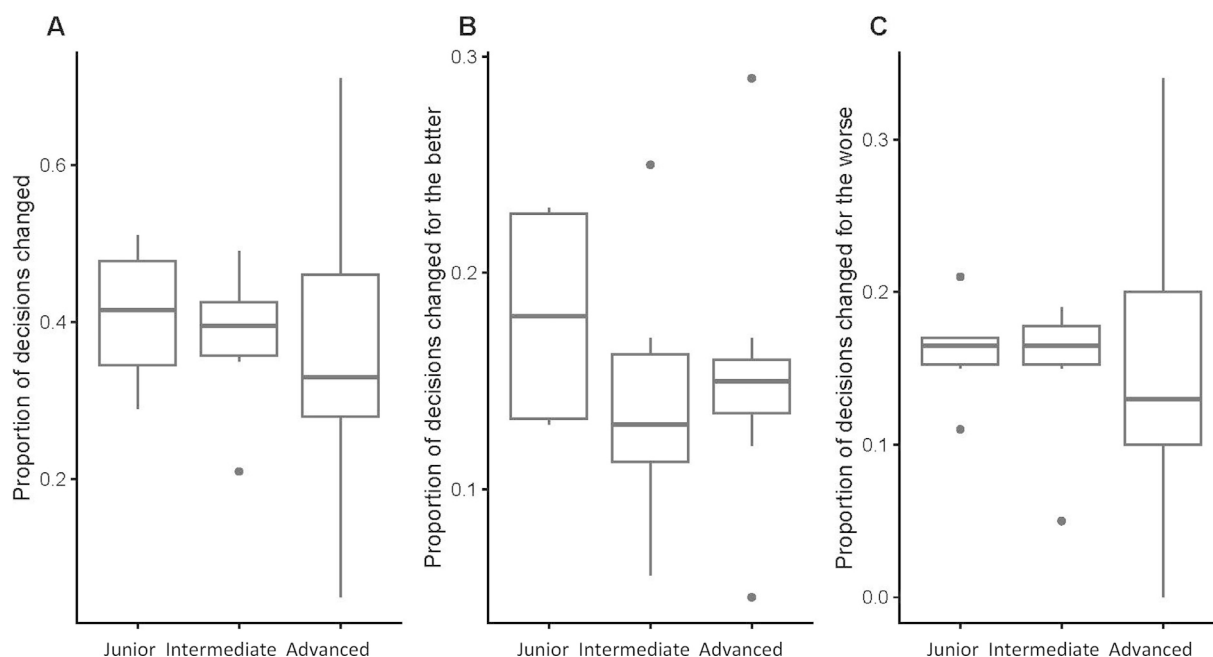 A
Proportion of decisions changed
0.6
0.4
0.2
Junior Intermediate Advanced
B
Proportion of decisions changed for the better
0.3
0.2
0.1
Junior Intermediate Advanced
C
Proportion of decisions changed for the worse
0.3
0.2
0.1
0.0
Junior Intermediate Advanced